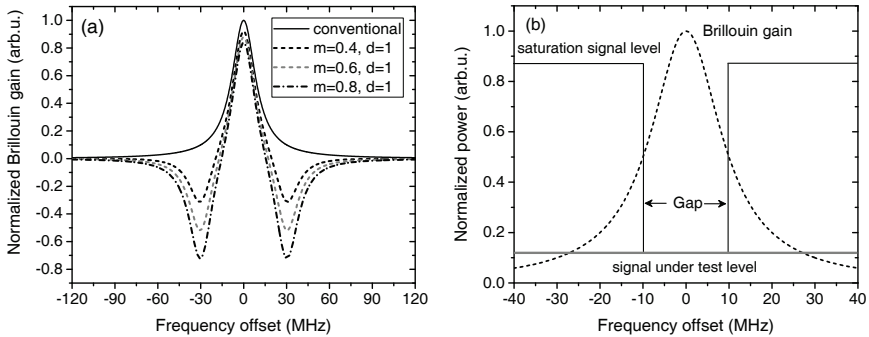 (a)
conventional
m=0.4, d=1
m=0.6, d=1
m=0.8, d=1
Normalized Brillouin gain (arb.u.)
1.0
0.8
0.6
0.4
0.2
0.0
-0.2
-0.4
-0.6
-0.8
-120 -90 -60 -30 0 30 60 90 120
Frequency offset (MHz)
(b)
Brillouin gain
saturation signal level
Gap
signal under test level
Normalized power (arb.u.)
1.0
0.8
0.6
0.4
0.2
0.0
-40 -30 -20 -10 0 10 20 30 40
Frequency offset (MHz)